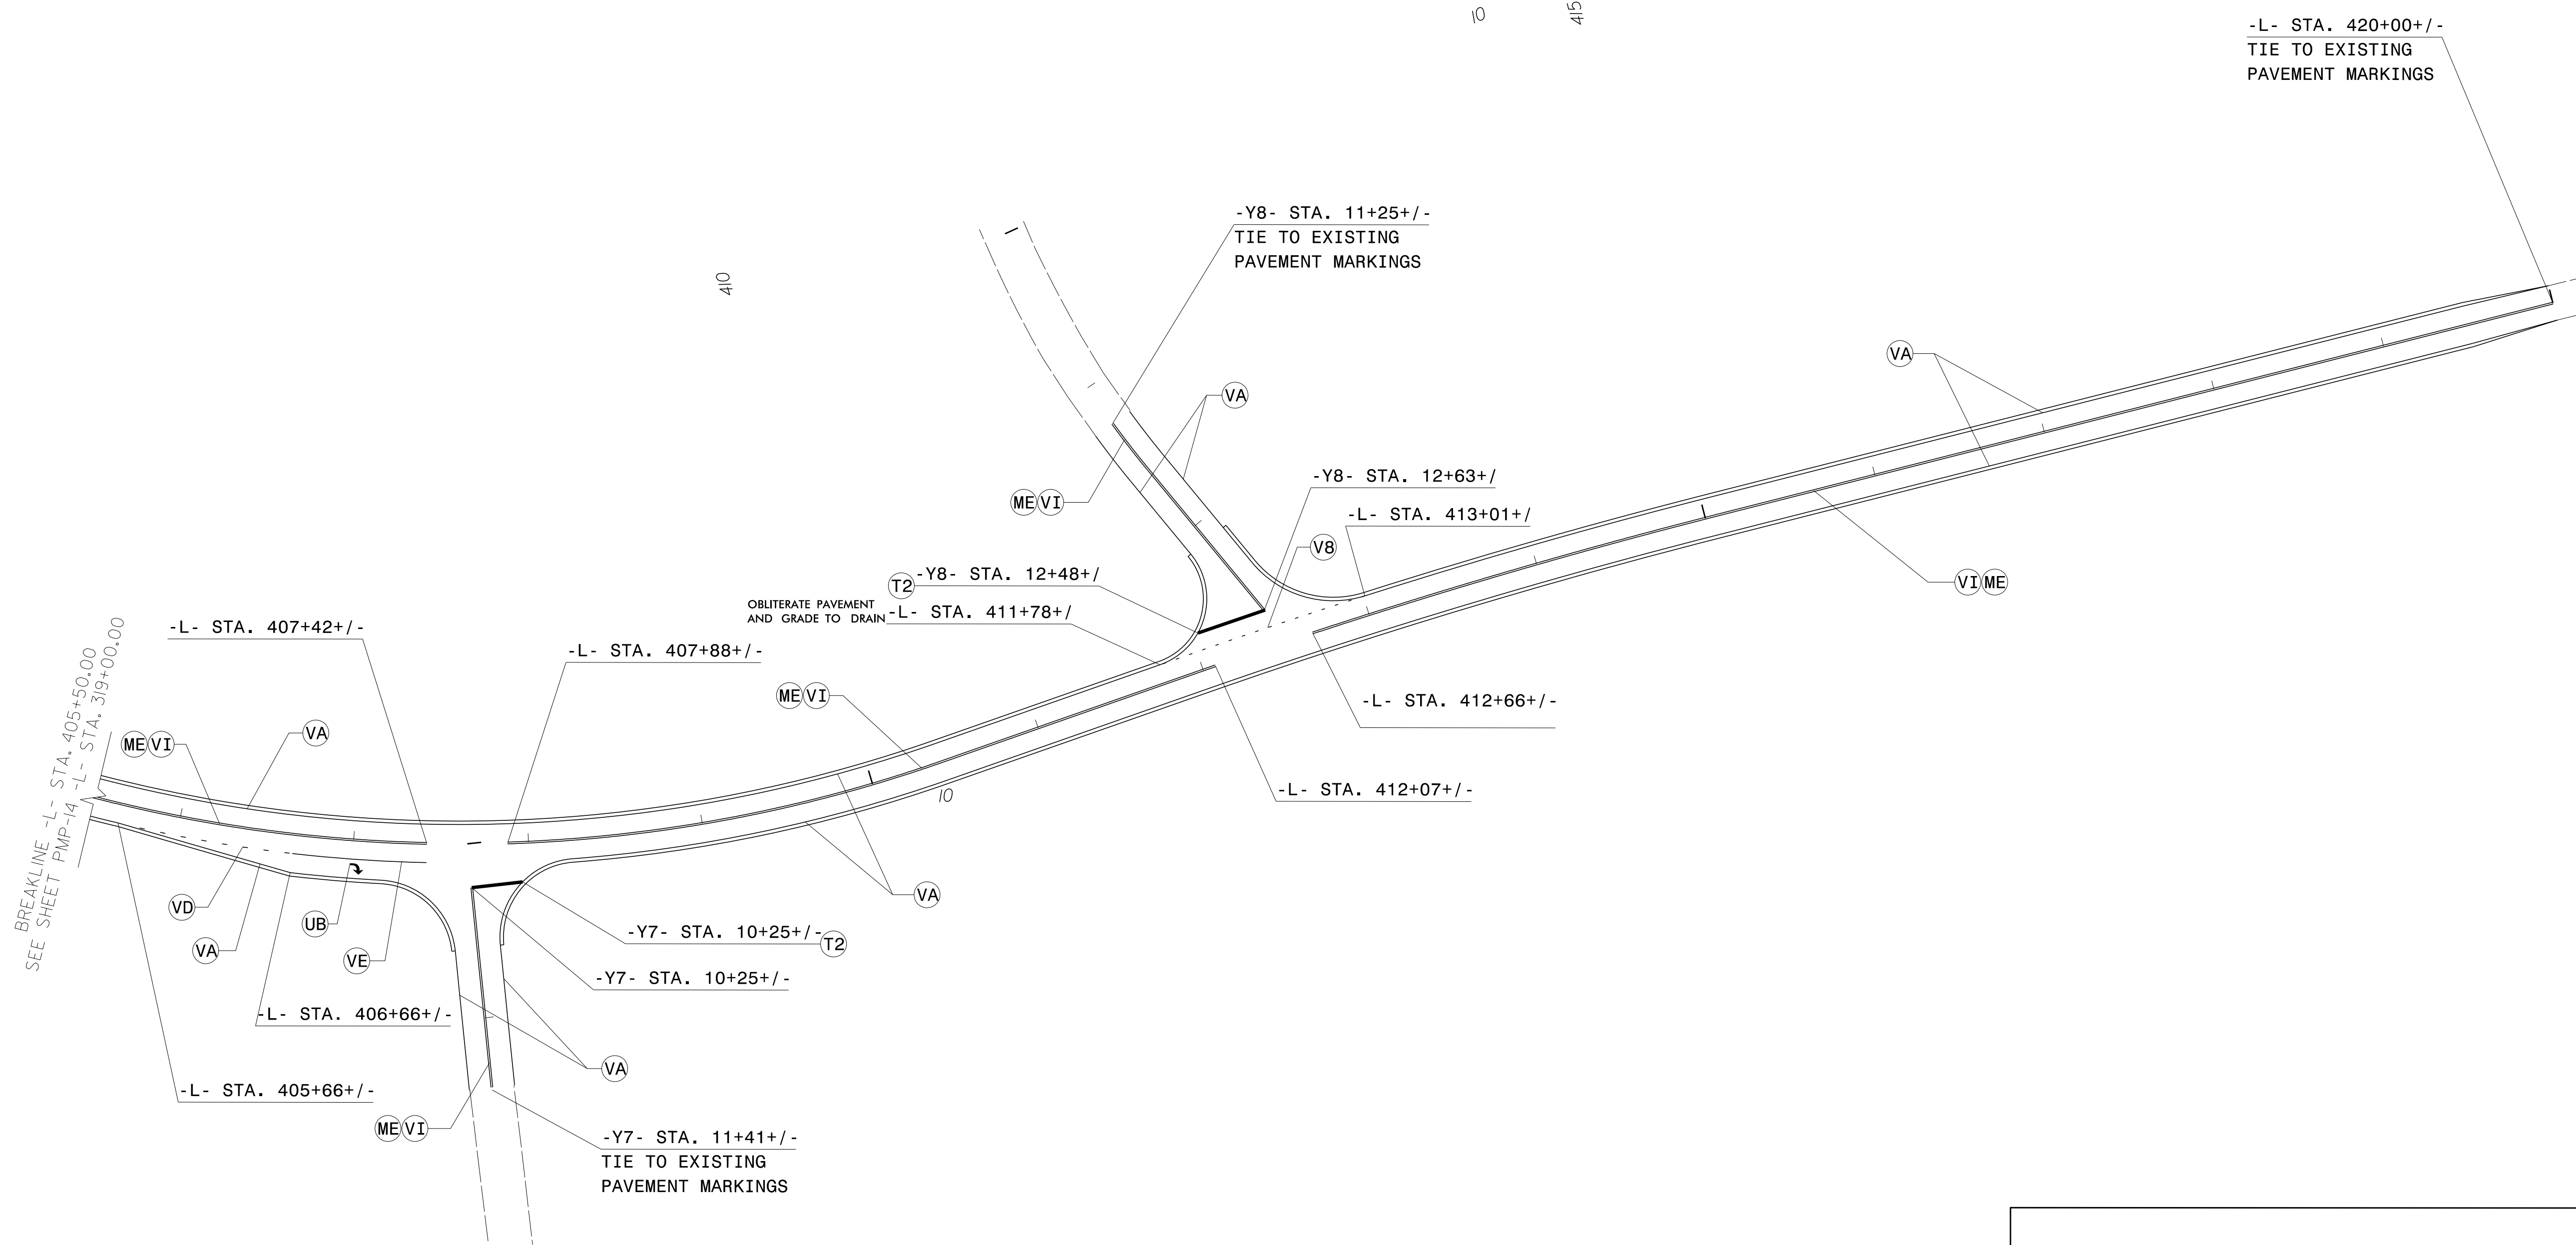 10
415
-L- STA. 420+00+/-
TIE TO EXISTING
PAVEMENT MARKINGS
-Y8- STA. 11+25+/-
TIE TO EXISTING
PAVEMENT MARKINGS
410
VA
VA
ME VI
-Y8- STA. 12+63+/
-L- STA. 413+01+/
V8
T2 -Y8- STA. 12+48+/
VI ME
OBLITERATE PAVEMENT
AND GRADE TO DRAIN
-L- STA. 411+78+/
-L- STA. 407+42+/-
-L- STA. 407+88+/-
BREAKLINE -L- STA. 405+50.00
SEE SHEET PMP-14 -L- STA. 319+00.00
ME VI
-L- STA. 412+66+/-
ME VI
VA
-L- STA. 412+07+/-
10
VA
VD
UB
VA
VE
-Y7- STA. 10+25+/- T2
-Y7- STA. 10+25+/-
-L- STA. 406+66+/-
VA
-L- STA. 405+66+/-
ME VI
-Y7- STA. 11+41+/-
TIE TO EXISTING
PAVEMENT MARKINGS